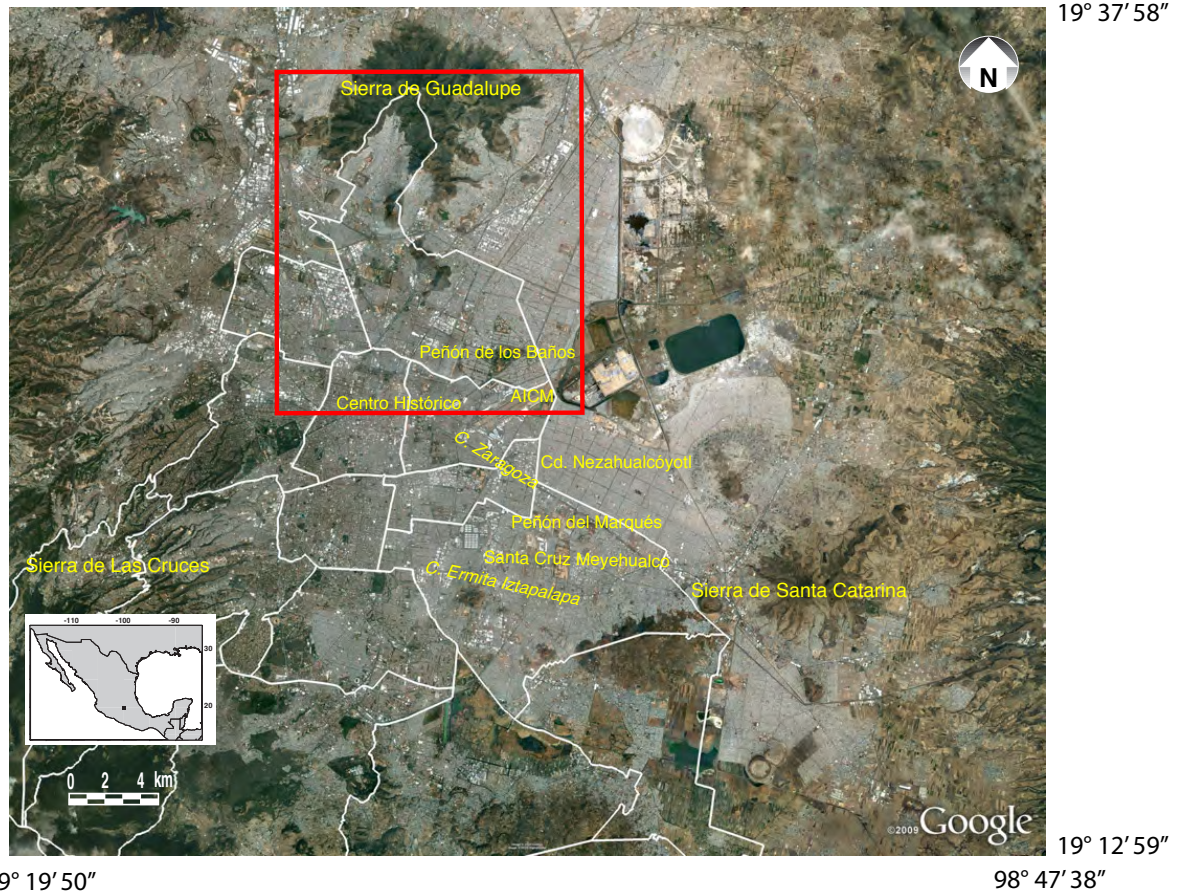 19° 37' 58"
N
Sierra de Guadalupe
Peñón de los Baños
AICM
Centro Histórico
C. Zaragoza
Cd. Nezahualcóyotl
Peñón del Marqués
Santa Cruz Meyehualco
Sierra de Las Cruces
C. Ermita Iztapalapa
Sierra de Santa Catarina
-110 -100 -90
30
20
0 2 4 km
©2009 Google
19° 12' 59"
9° 19' 50"
98° 47' 38"